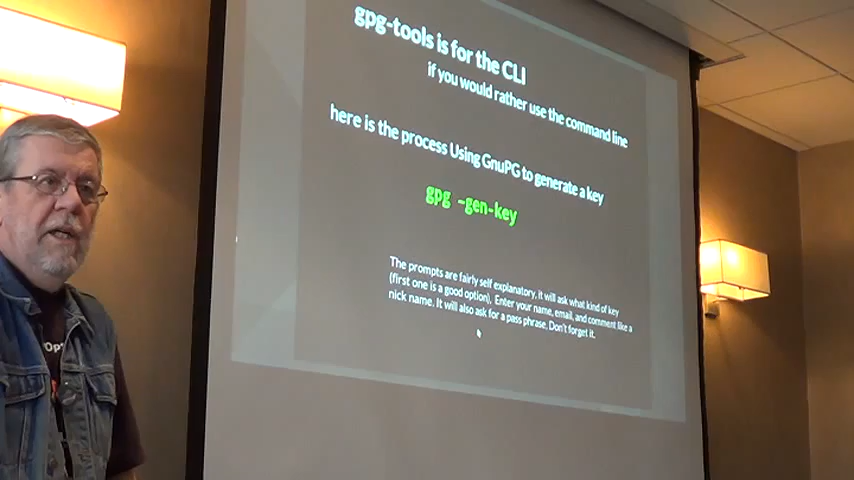 gpg-tools is for the CLI
if you would rather use the command line
here is the process Using GnuPG to generate a key
gpg -gen-key
The prompts are fairly self explanatory. it will ask what kind of key
(first one is a good option), Enter your name, email, and comment like a
nick name. It will also ask for a pass phrase. Don't forget it.